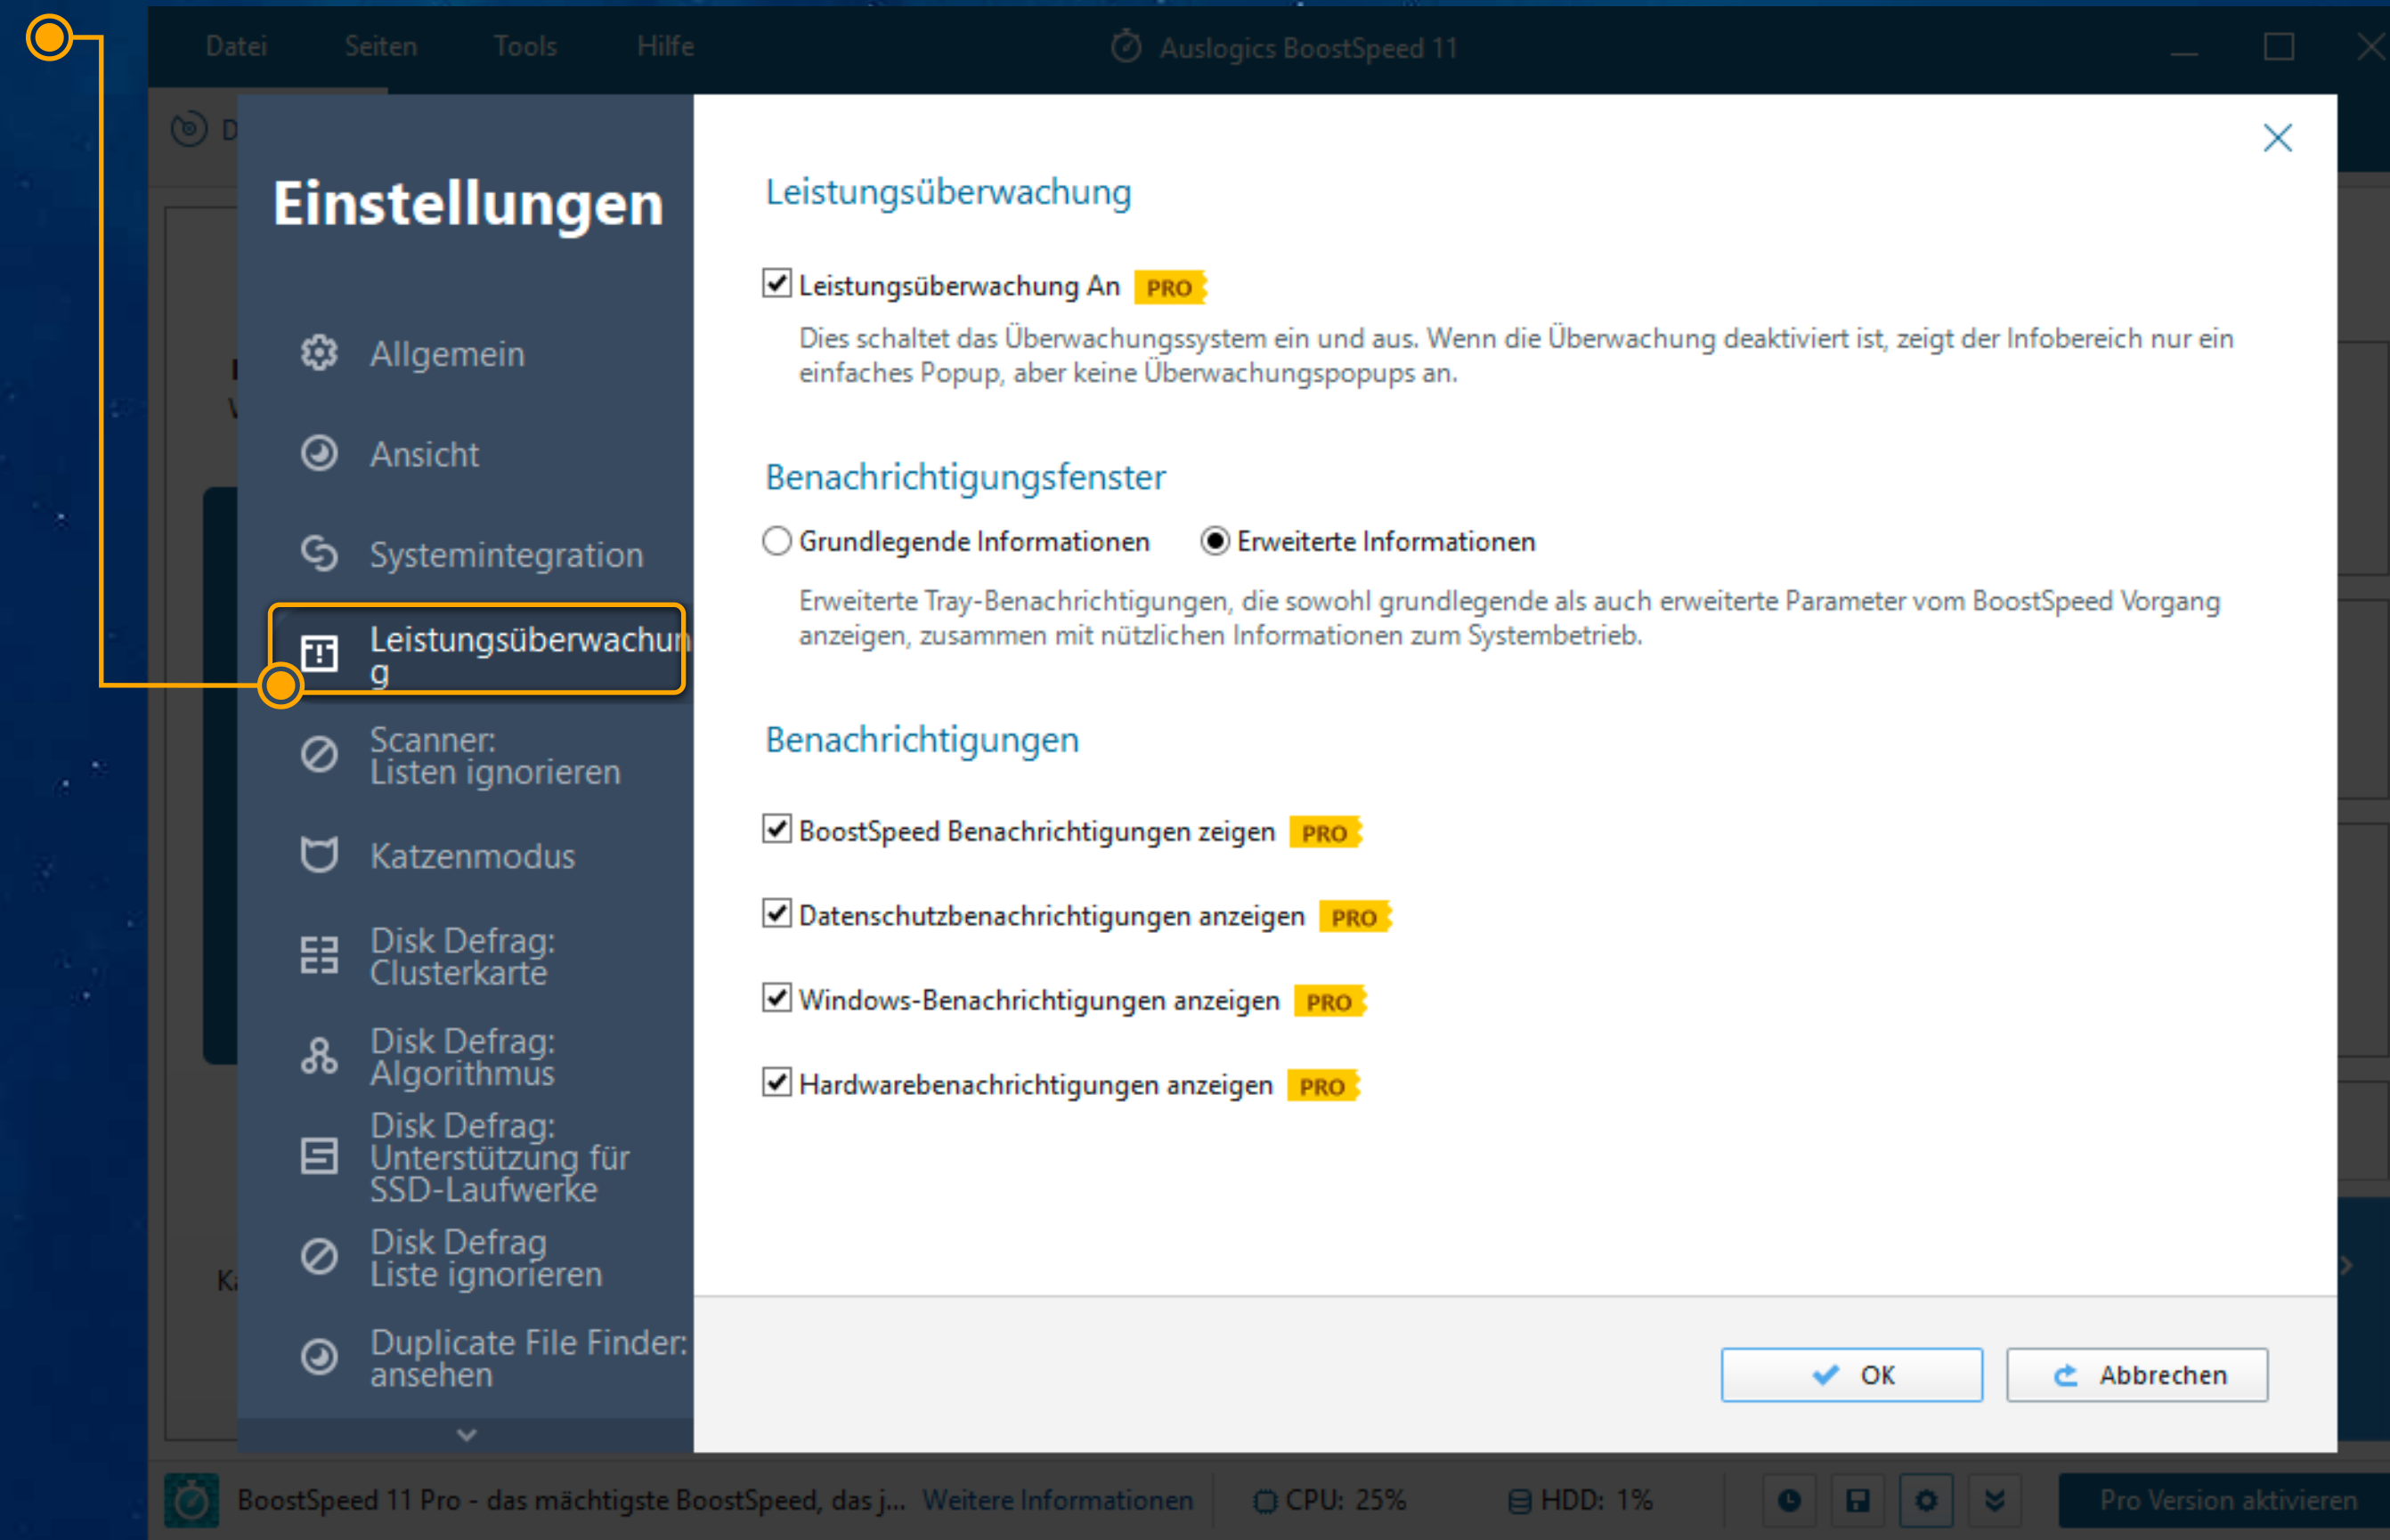 Datei Seiten Tools Hilfe Auslogics BoostSpeed 11
Einstellungen
Allgemein
Ansicht
Systemintegration
Leistungsüberwachun
g
Scanner:
Listen ignorieren
Katzenmodus
Disk Defrag:
Clusterkarte
Disk Defrag:
Algorithmus
Disk Defrag:
Unterstützung für
SSD-Laufwerke
Disk Defrag
Liste ignorieren
Duplicate File Finder:
ansehen
Leistungsüberwachung
Leistungsüberwachung An PRO
Dies schaltet das Überwachungssystem ein und aus. Wenn die Überwachung deaktiviert ist, zeigt der Infobereich nur ein
einfaches Popup, aber keine Überwachungspopups an.
Benachrichtigungsfenster
Grundlegende Informationen Erweiterte Informationen
Erweiterte Tray-Benachrichtigungen, die sowohl grundlegende als auch erweiterte Parameter vom BoostSpeed Vorgang
anzeigen, zusammen mit nützlichen Informationen zum Systembetrieb.
Benachrichtigungen
BoostSpeed Benachrichtigungen zeigen PRO
Datenschutzbenachrichtigungen anzeigen PRO
Windows-Benachrichtigungen anzeigen PRO
Hardwarebenachrichtigungen anzeigen PRO
OK Abbrechen
BoostSpeed 11 Pro - das mächtigste BoostSpeed, das j... Weitere Informationen CPU: 25% HDD: 1% Pro Version aktivieren